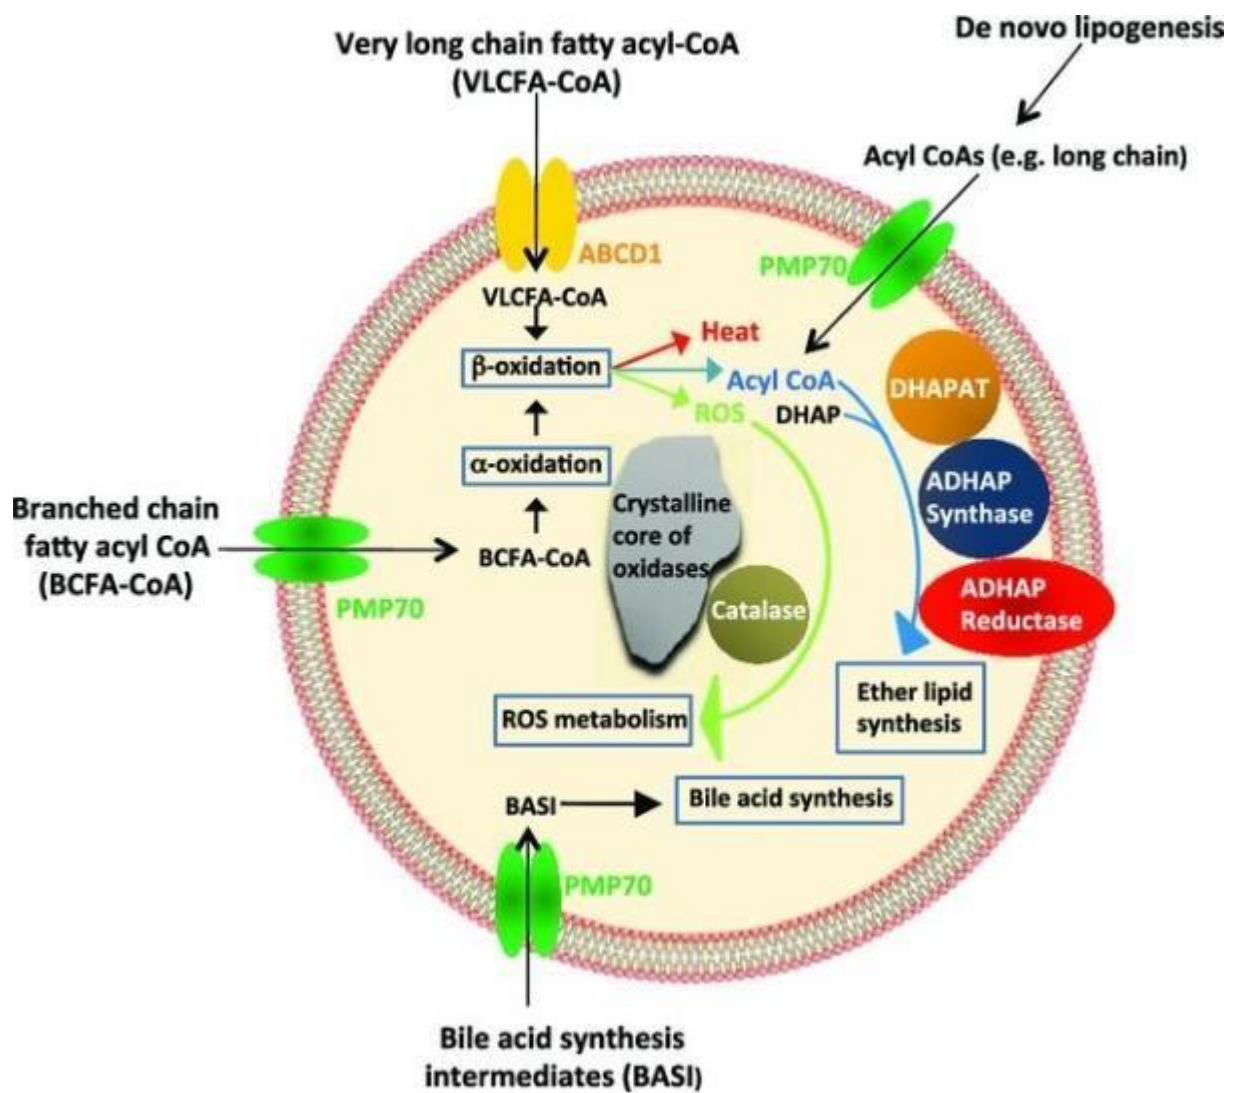 De novo lipogenesis
Very long chain fatty acyl-CoA
(VLCFA-CoA)
Acyl CoAs (e.g. long chain)
ABCD1
PMP70
VLCFA-CoA
Heat
β-oxidation
Acyl CoA
DHAPAT
ROS
DHAP
α-oxidation
ADHAP
Synthase
Crystalline
core of
oxidases
Branched chain
fatty acyl CoA
(BCFA-CoA)
BCFA-CoA
PMP70
Catalase
ADHAP
Reductase
Ether lipid
synthesis
ROS metabolism
BASI
Bile acid synthesis
PMP70
Bile acid synthesis
intermediates (BASI)